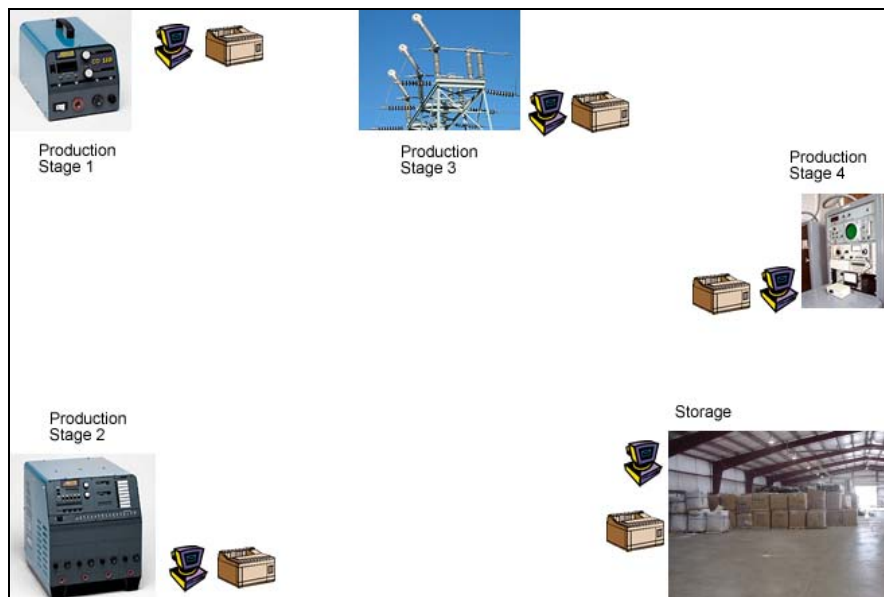 Production
Stage 1
Production
Stage 3
Production
Stage 4
Production
Stage 2
Storage